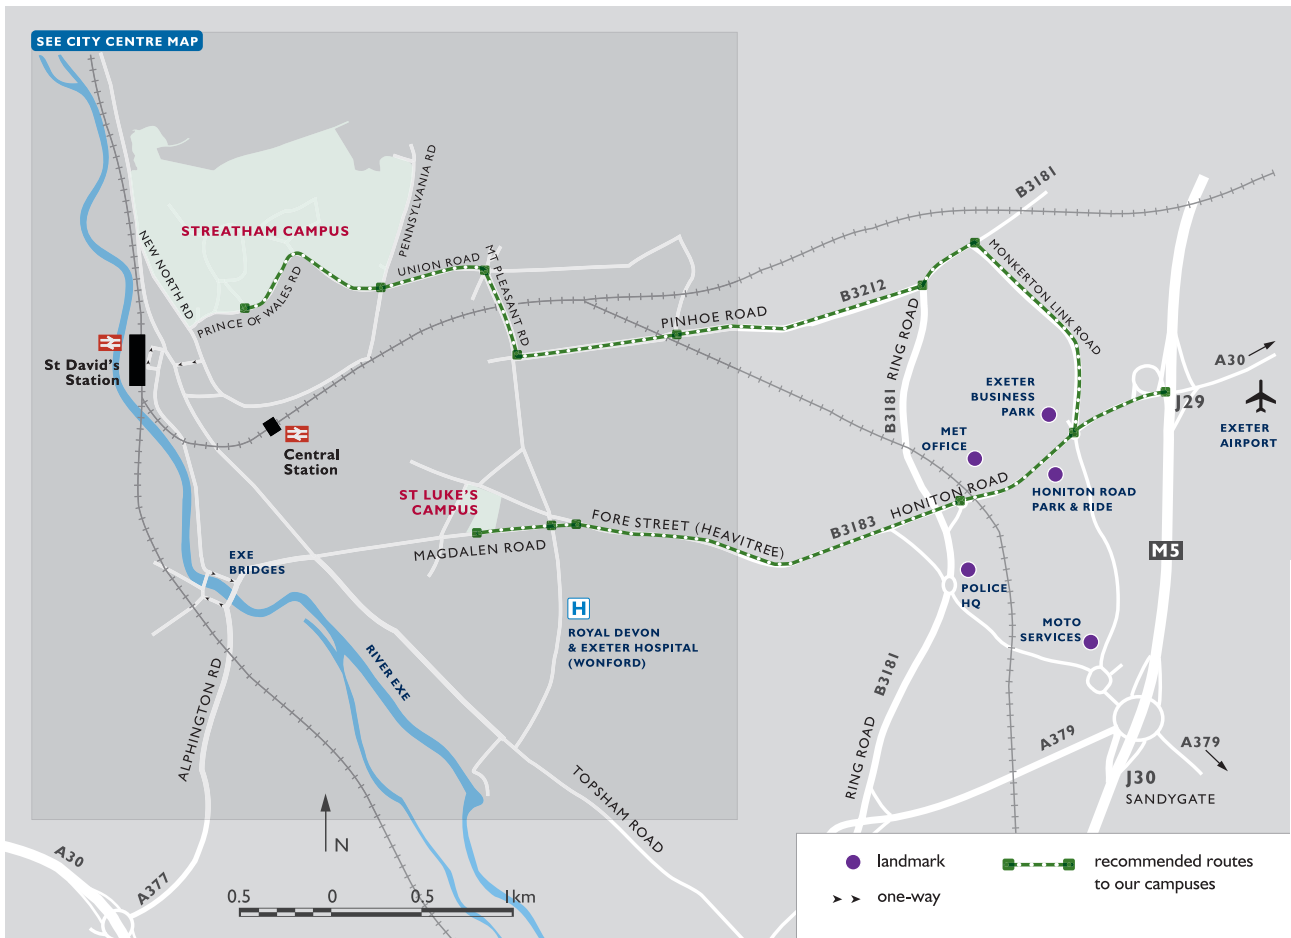 SEE CITY CENTRE MAP
B3181
PENNSYLVANIA RD
STREATHAM CAMPUS
NEW NORTH RD
UNION ROAD
MT PLEASANT RD
MONKERTON LINK ROAD
PRINCE OF WALES RD
B3212
PINHOE ROAD
St David's
Station
B3181 RING ROAD
A30
EXETER
BUSINESS
PARK
J29
EXETER
AIRPORT
MET
OFFICE
Central
Station
HONITON ROAD
PARK & RIDE
ST LUKE'S
CAMPUS
B3183 HONITON ROAD
FORE STREET (HEAVITREE)
MAGDALEN ROAD
M5
EXE
BRIDGES
POLICE
HQ
H
ROYAL DEVON
& EXETER HOSPITAL
(WONFORD)
MOTO
SERVICES
RIVER EXE
ALPHINGTON RD
RING ROAD B3181
A379
A379
J30
SANDYGATE
TOPSHAM ROAD
N
A30
A377
0.5 0 0.5 1km
landmark
one-way
recommended routes
to our campuses